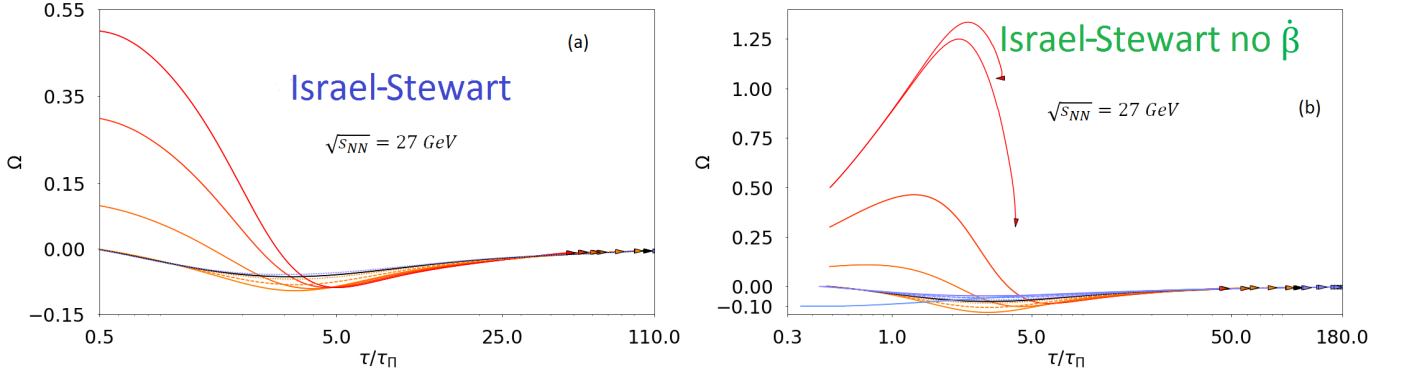 0.55
0.35
0.15
0.00
−0.15
Ω
(a)
Israel-Stewart
√s_NN = 27 GeV
0.5
5.0
25.0
110.0
τ/τ_Π
1.25
1.00
0.75
0.50
0.25
0.00
−0.10
Ω
Israel-Stewart no β̇
√s_NN = 27 GeV
(b)
0.3
1.0
5.0
50.0
180.0
τ/τ_Π